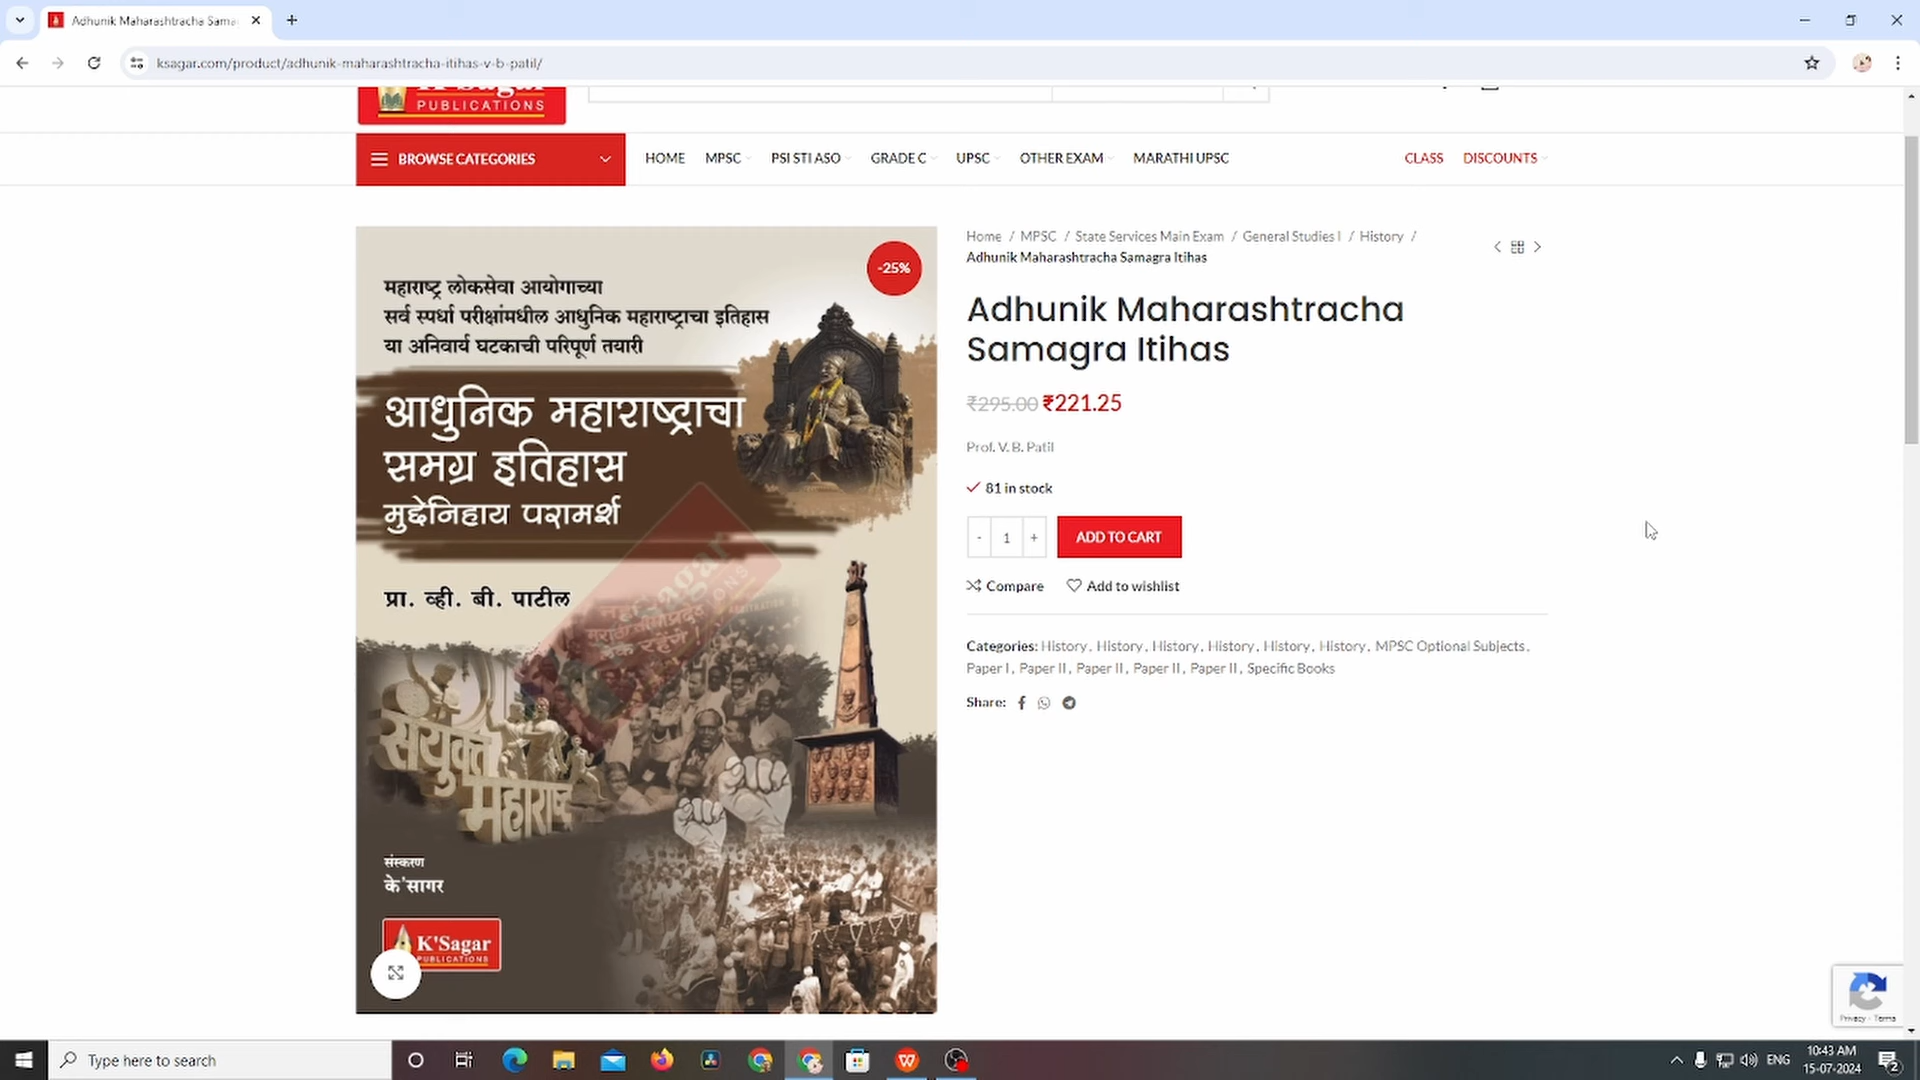 Adhunik Maharashtracha Sama
ksagar.com/product/adhunik-maharashtracha-itihas-v-b-patil/
K'Sagar
PUBLICATIONS
BROWSE CATEGORIES
HOME
MPSC
PSI STI ASO
GRADE C
UPSC
OTHER EXAM
MARATHI UPSC
CLASS
DISCOUNTS
-25%
महाराष्ट्र लोकसेवा आयोगाच्या
सर्व स्पर्धा परीक्षांमधील आधुनिक महाराष्ट्राचा इतिहास
या अनिवार्य घटकाची परिपूर्ण तयारी
आधुनिक महाराष्ट्राचा
समग्र इतिहास
मुद्देनिहाय परामर्श
प्रा. व्ही. बी. पाटील
संयुक्त
महाराष्ट्र
संस्करण
के'सागर
K'Sagar
PUBLICATIONS
Home / MPSC / State Services Main Exam / General Studies I / History /
Adhunik Maharashtracha Samagra Itihas
Adhunik Maharashtracha
Samagra Itihas
₹295.00 ₹221.25
Prof. V. B. Patil
81 in stock
- 1 +
ADD TO CART
Compare
Add to wishlist
Categories: History, History, History, History, History, History, MPSC Optional Subjects,
Paper I, Paper II, Paper II, Paper II, Paper II, Specific Books
Share:
Privacy - Terms
Type here to search
ENG
10:43 AM
15-07-2024
2